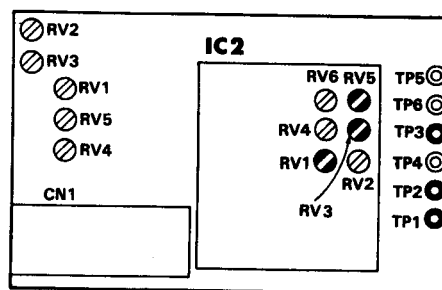 RV2
RV3
RV1
RV5
RV4
CN1
IC2
RV6 RV5
RV4
RV1
RV2
RV3
TP5
TP6
TP3
TP4
TP2
TP1